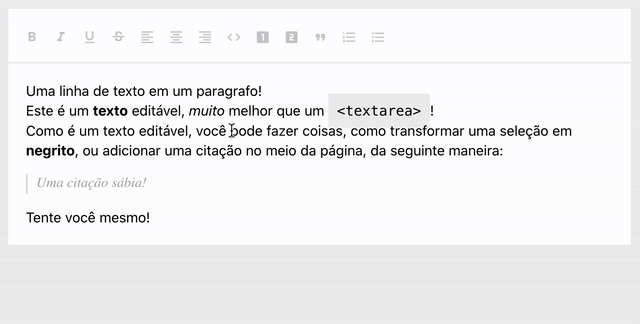 B I U S <> 1 2 "
Uma linha de texto em um paragrafo!
Este é um texto editável, muito melhor que um <textarea>!
Como é um texto editável, você pode fazer coisas, como transformar uma seleção em
negrito, ou adicionar uma citação no meio da página, da seguinte maneira:
Uma citação sábia!
Tente você mesmo!